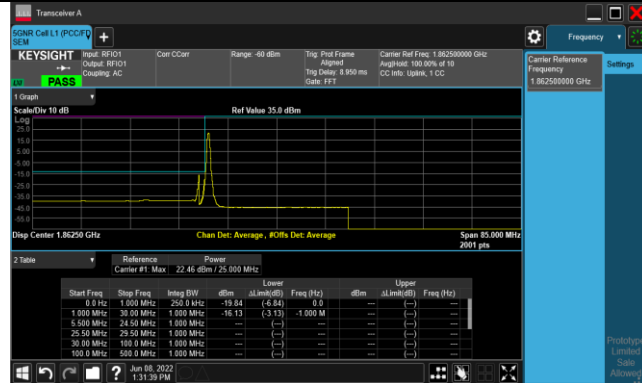 Transceiver A
5GNR Cell L1 (PCC/FD
SEM
Frequency
KEYSIGHT
Input: RFIO1
Output: RFIO1
Coupling: AC
Corr CCorr
Range: -60 dBm
Trig: Prot Frame
Aligned
Trig Delay: 8.950 ms
Gate: FFT
Carrier Ref Freq: 1.862500000 GHz
Avg|Hold: 100.00% of 10
CC Info: Uplink, 1 CC
PASS
Carrier Reference
Frequency
1.862500000 GHz
Settings
1 Graph
Scale/Div 10 dB
Ref Value 35.0 dBm
Log
25.0
15.0
5.00
-5.00
-15.0
-25.0
-35.0
-45.0
-55.0
Disp Center 1.86250 GHz
Chan Det: Average, #Offs Det: Average
Span 85.000 MHz
2001 pts
2 Table
Reference Power
Carrier #1: Max 22.46 dBm / 25.000 MHz
Lower Upper
Start Freq Stop Freq Integ BW dBm ΔLimit(dB) Freq (Hz) dBm ΔLimit(dB) Freq (Hz)
0.0 Hz 1.000 MHz 250.0 kHz -19.84 (-6.84) 0.0 --- (---) ---
1.000 MHz 30.00 MHz 1.000 MHz -16.13 (-3.13) -1.000 M --- (---) ---
5.500 MHz 24.50 MHz 1.000 MHz --- (---) --- --- (---) ---
25.50 MHz 29.50 MHz 1.000 MHz --- (---) --- --- (---) ---
30.00 MHz 100.0 MHz 1.000 MHz --- (---) --- --- (---) ---
100.0 MHz 500.0 MHz 1.000 MHz --- (---) --- --- (---) ---
Prototype
Limited
Sale
Allowed
Jun 08, 2022
1:31:39 PM